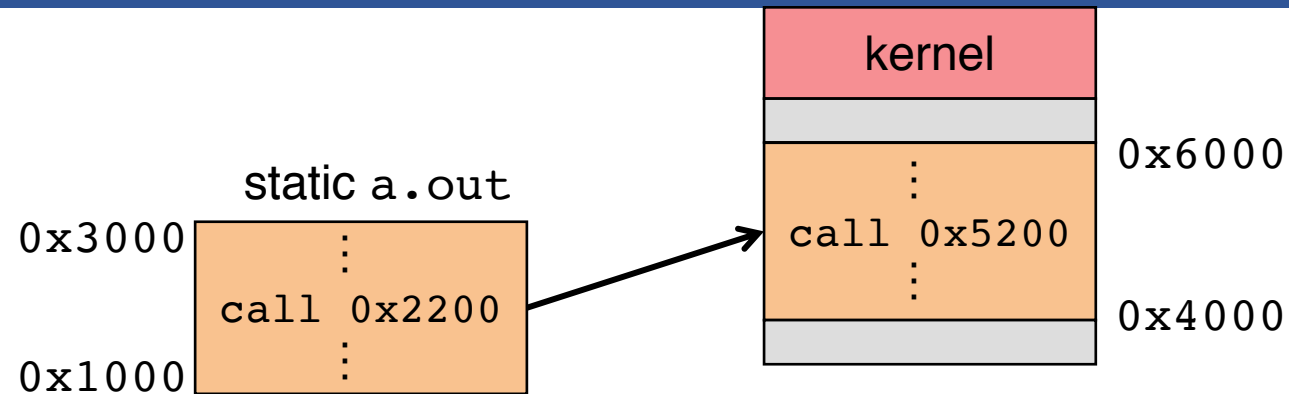 kernel
0x6000
static a.out
0x3000
⋮
call 0x2200
⋮
0x1000
⋮
call 0x5200
⋮
0x4000